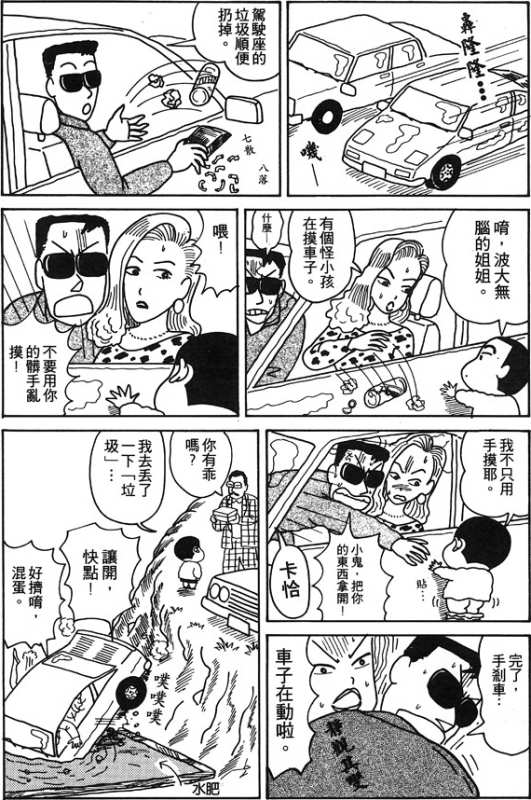 轟隆隆…
嘰—
駕駛座的
垃圾順便
扔掉。
七散
八落
唷，波大無
腦的姐姐。
有個怪小孩
在摸車子。
什麼—
喂！
不要用你
的髒手亂
摸！
我不只用
手摸耶。
貼…
小鬼，把你
的東西拿開！
卡恰
完了，
手剎車…
車子在動啦。
你有乖
嗎？
我去丟了
一下「垃
圾」…
讓開，
快點！
好擠唷，
混蛋。
噗噗噗
水肥